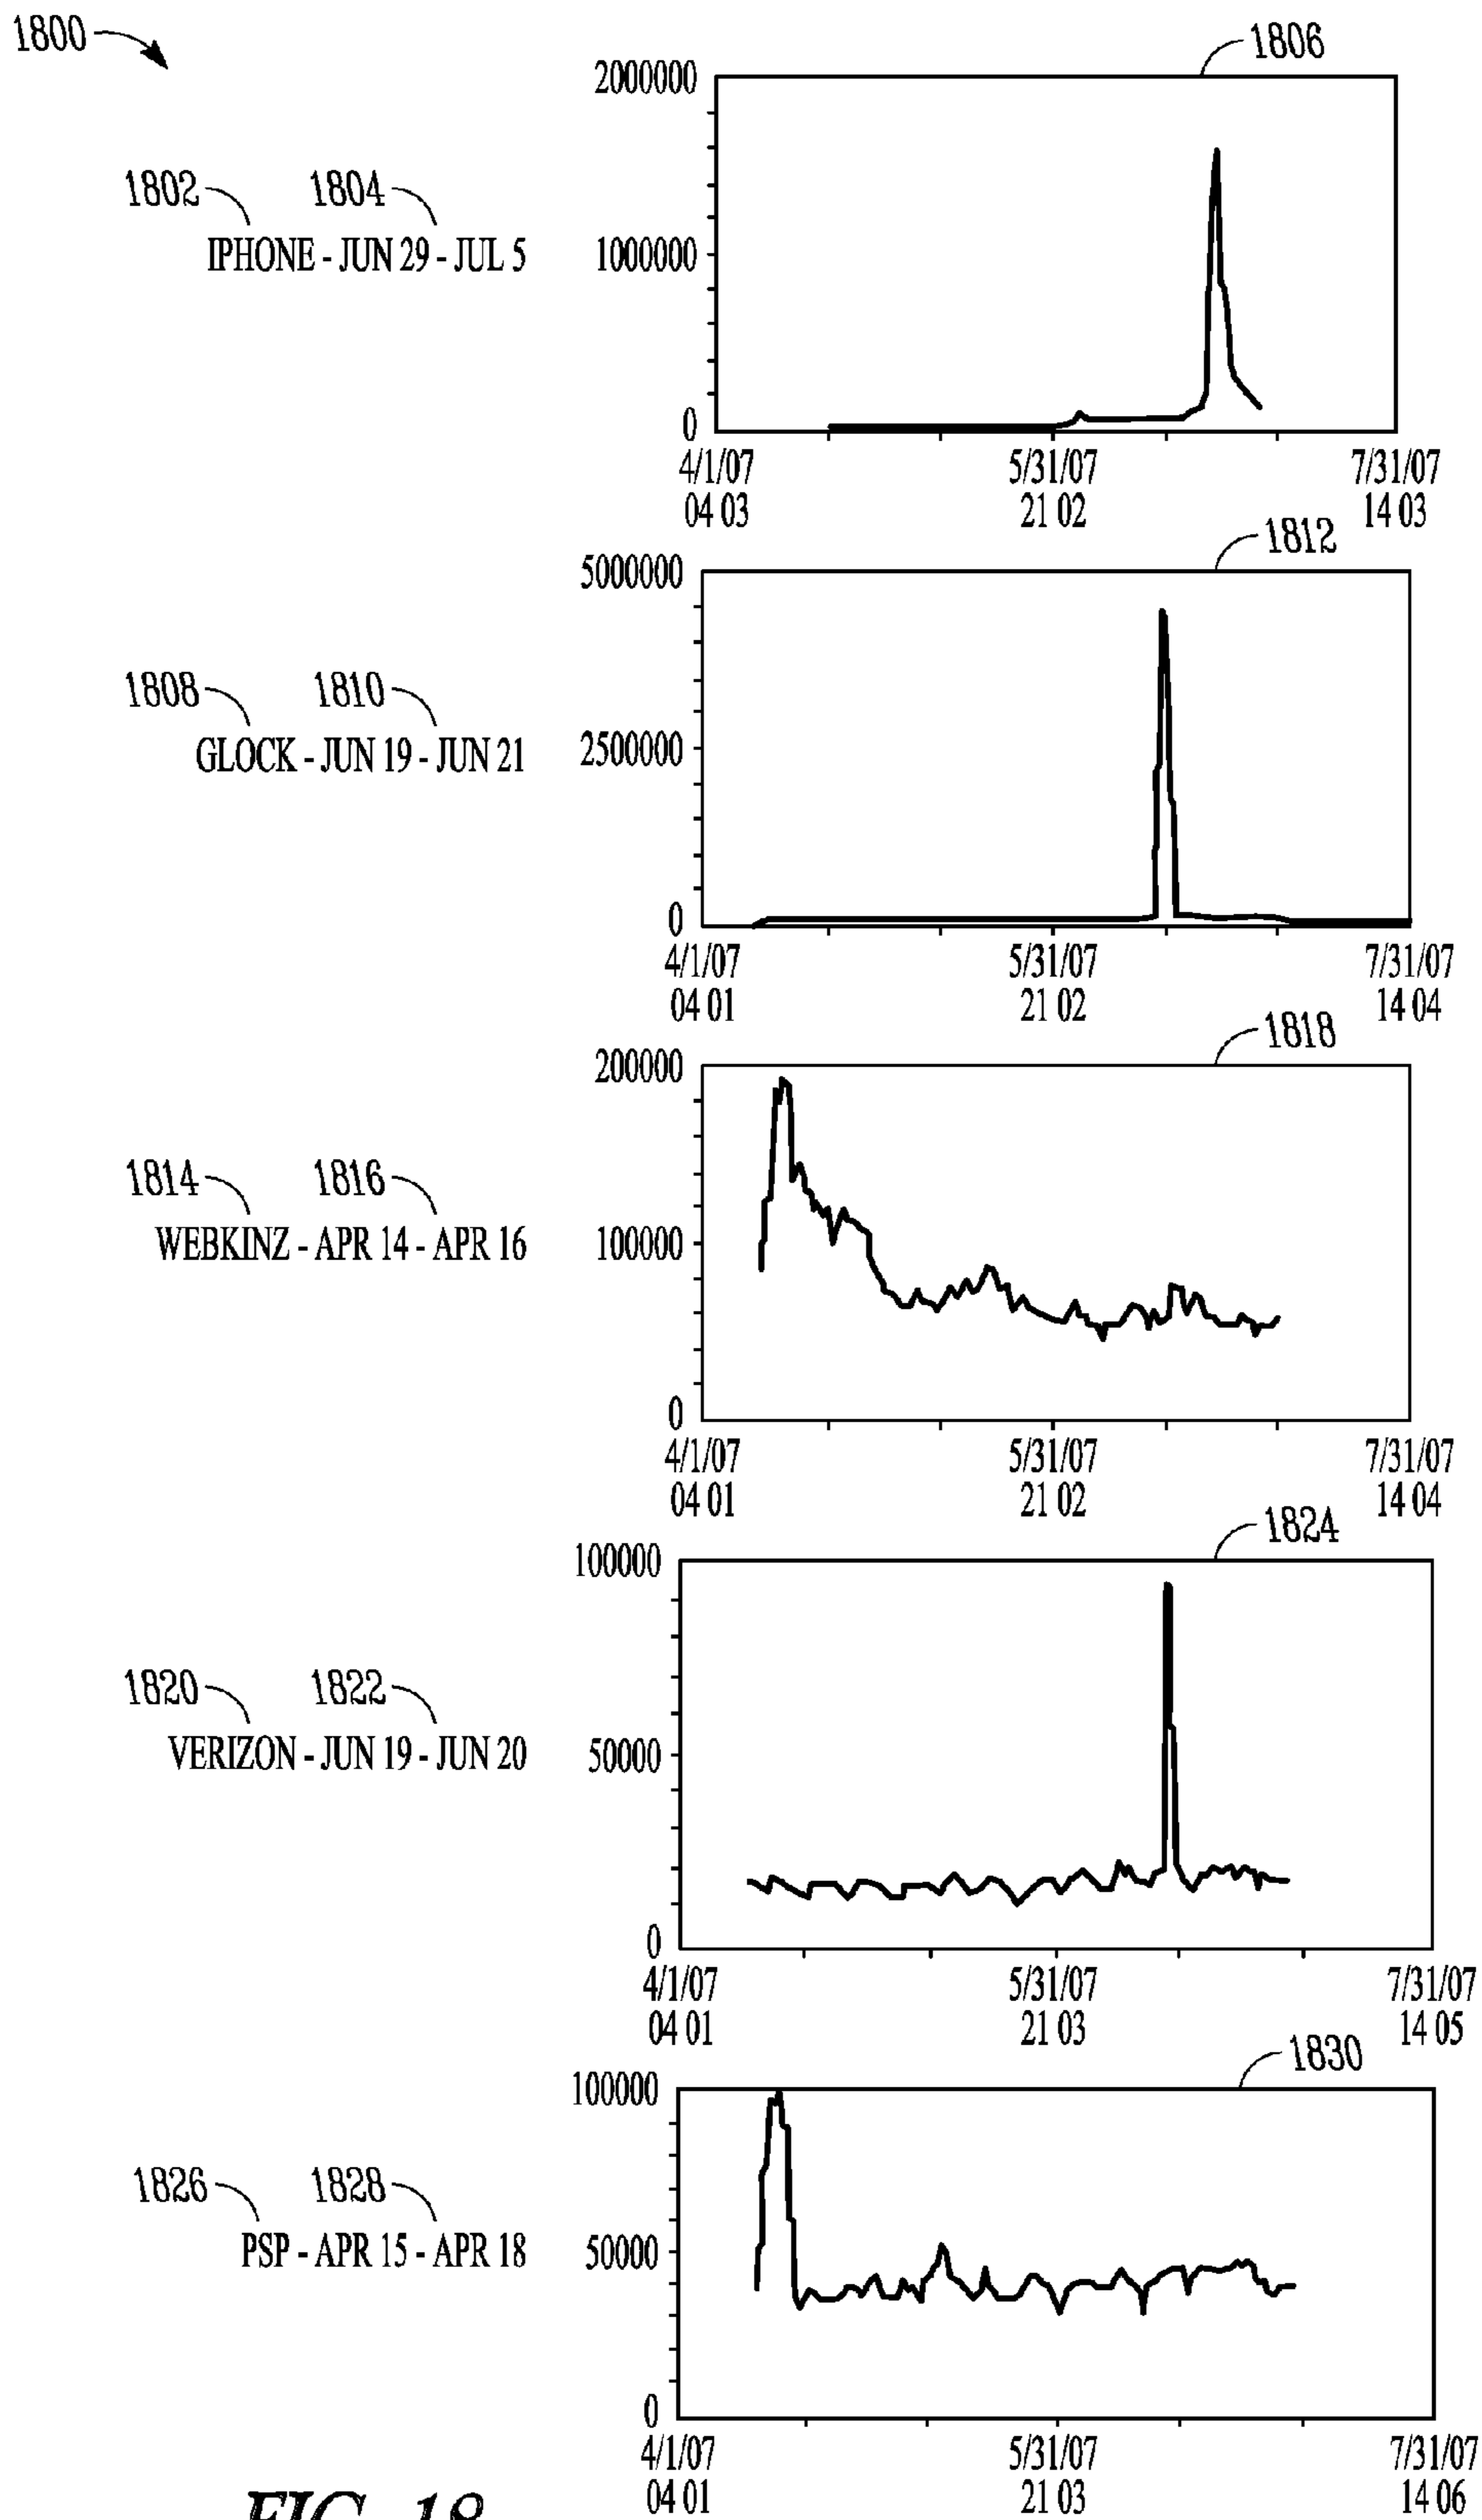 1800
1806
2000000
1802 1804
IPHONE - JUN 29 - JUL 5
1000000
0
4/1/07 5/31/07 7/31/07
04 03 21 02 14 03
1812
5000000
1808 1810
GLOCK - JUN 19 - JUN 21
2500000
0
4/1/07 5/31/07 7/31/07
04 01 21 02 14 04
1818
200000
1814 1816
WEBKINZ - APR 14 - APR 16
100000
0
4/1/07 5/31/07 7/31/07
04 01 21 02 14 04
1824
100000
1820 1822
VERIZON - JUN 19 - JUN 20
50000
0
4/1/07 5/31/07 7/31/07
04 01 21 03 14 05
1830
100000
1826 1828
PSP - APR 15 - APR 18
50000
0
4/1/07 5/31/07 7/31/07
04 01 21 03 14 06
FIG. 18